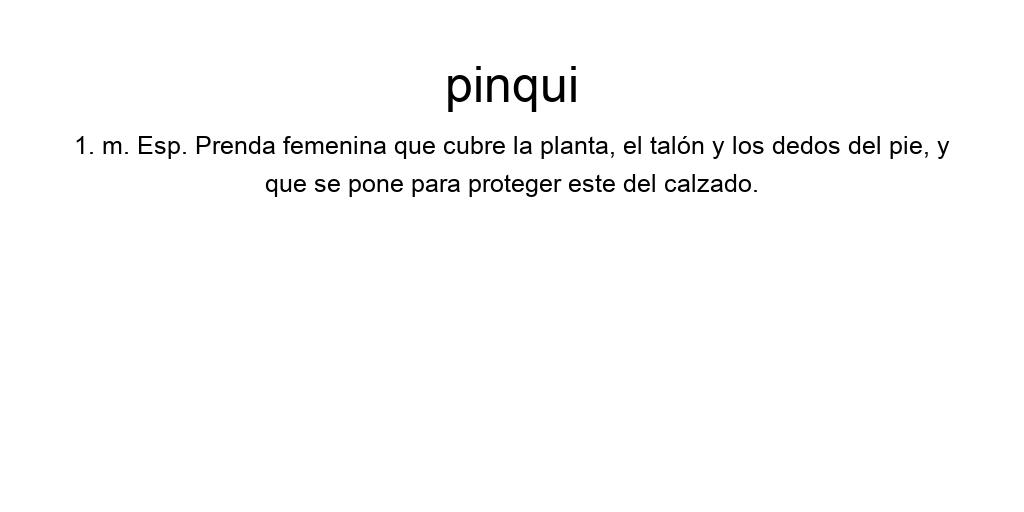 pinqui
1. m. Esp. Prenda femenina que cubre la planta, el talón y los dedos del pie, y
que se pone para proteger este del calzado.